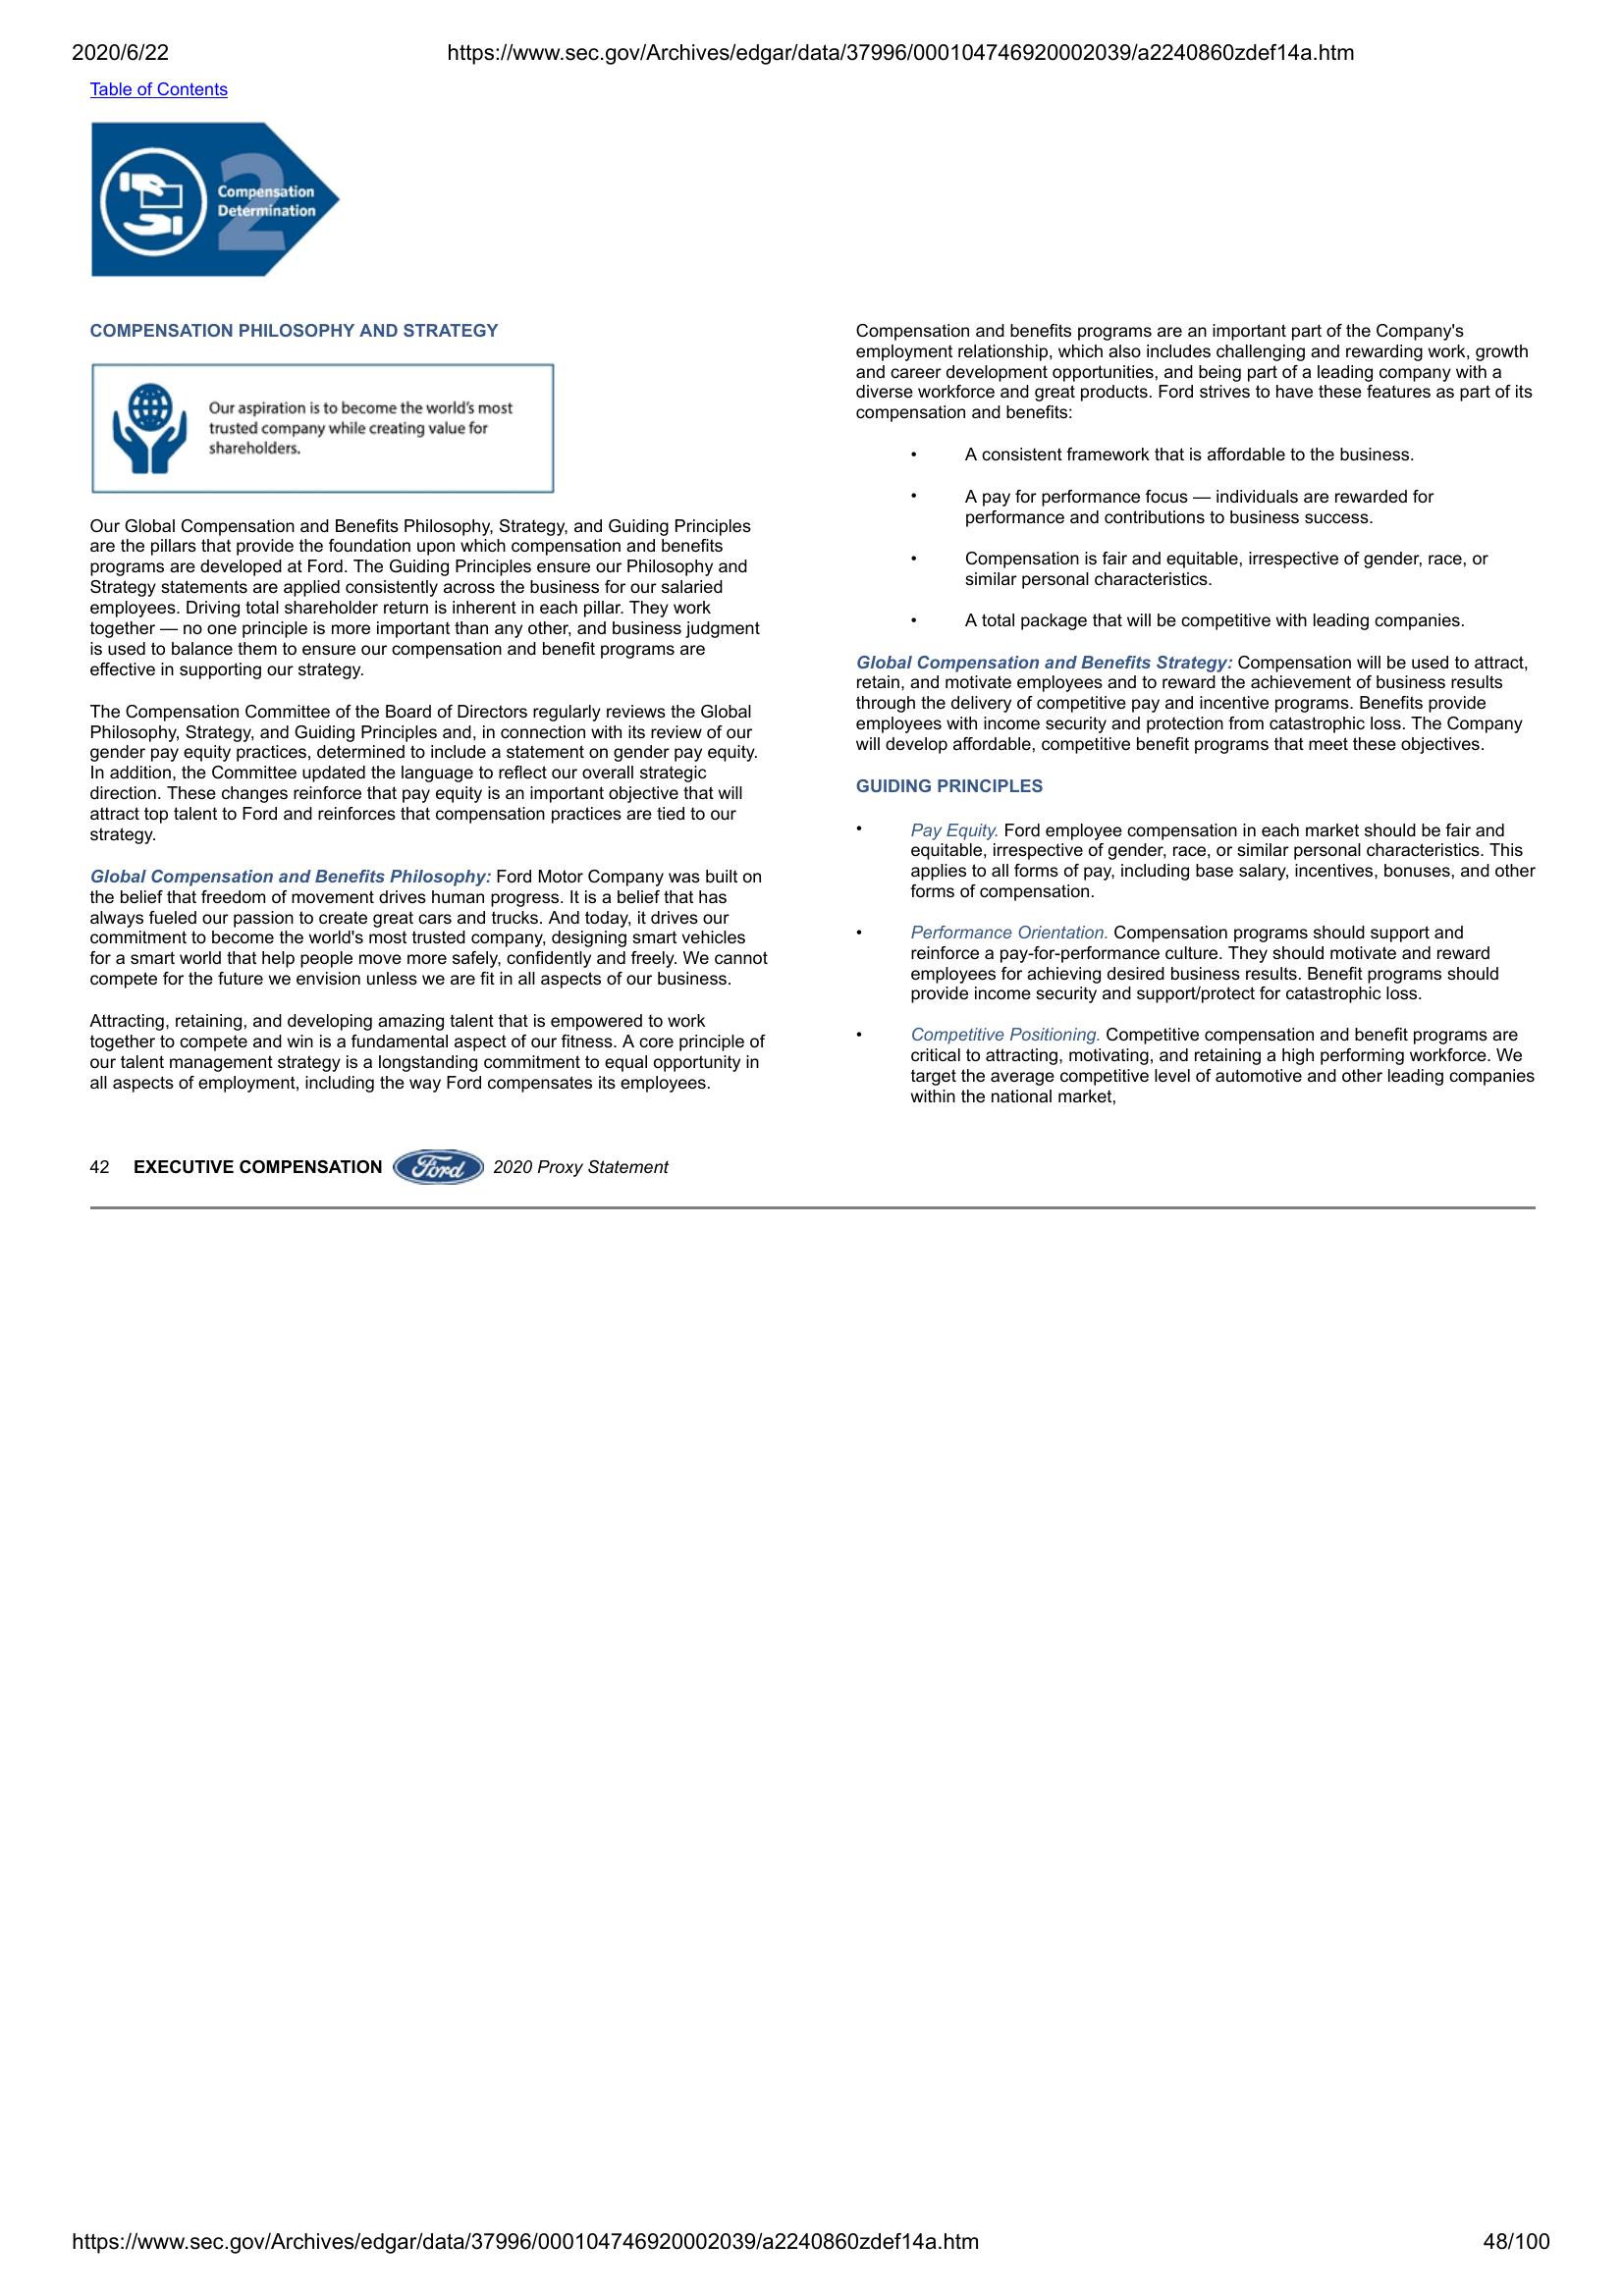 2020/6/22
https://www.sec.gov/Archives/edgar/data/37996/000104746920002039/a2240860zdef14a.htm
Table of Contents
2
Compensation
Determination
COMPENSATION PHILOSOPHY AND STRATEGY
Our aspiration is to become the world's most
trusted company while creating value for
shareholders.
Our Global Compensation and Benefits Philosophy, Strategy, and Guiding Principles
are the pillars that provide the foundation upon which compensation and benefits
programs are developed at Ford. The Guiding Principles ensure our Philosophy and
Strategy statements are applied consistently across the business for our salaried
employees. Driving total shareholder return is inherent in each pillar. They work
together — no one principle is more important than any other, and business judgment
is used to balance them to ensure our compensation and benefit programs are
effective in supporting our strategy.
The Compensation Committee of the Board of Directors regularly reviews the Global
Philosophy, Strategy, and Guiding Principles and, in connection with its review of our
gender pay equity practices, determined to include a statement on gender pay equity.
In addition, the Committee updated the language to reflect our overall strategic
direction. These changes reinforce that pay equity is an important objective that will
attract top talent to Ford and reinforces that compensation practices are tied to our
strategy.
Global Compensation and Benefits Philosophy: Ford Motor Company was built on
the belief that freedom of movement drives human progress. It is a belief that has
always fueled our passion to create great cars and trucks. And today, it drives our
commitment to become the world's most trusted company, designing smart vehicles
for a smart world that help people move more safely, confidently and freely. We cannot
compete for the future we envision unless we are fit in all aspects of our business.
Attracting, retaining, and developing amazing talent that is empowered to work
together to compete and win is a fundamental aspect of our fitness. A core principle of
our talent management strategy is a longstanding commitment to equal opportunity in
all aspects of employment, including the way Ford compensates its employees.
Compensation and benefits programs are an important part of the Company's
employment relationship, which also includes challenging and rewarding work, growth
and career development opportunities, and being part of a leading company with a
diverse workforce and great products. Ford strives to have these features as part of its
compensation and benefits:
• A consistent framework that is affordable to the business.
• A pay for performance focus — individuals are rewarded for
performance and contributions to business success.
• Compensation is fair and equitable, irrespective of gender, race, or
similar personal characteristics.
• A total package that will be competitive with leading companies.
Global Compensation and Benefits Strategy: Compensation will be used to attract,
retain, and motivate employees and to reward the achievement of business results
through the delivery of competitive pay and incentive programs. Benefits provide
employees with income security and protection from catastrophic loss. The Company
will develop affordable, competitive benefit programs that meet these objectives.
GUIDING PRINCIPLES
• Pay Equity. Ford employee compensation in each market should be fair and
equitable, irrespective of gender, race, or similar personal characteristics. This
applies to all forms of pay, including base salary, incentives, bonuses, and other
forms of compensation.
• Performance Orientation. Compensation programs should support and
reinforce a pay-for-performance culture. They should motivate and reward
employees for achieving desired business results. Benefit programs should
provide income security and support/protect for catastrophic loss.
• Competitive Positioning. Competitive compensation and benefit programs are
critical to attracting, motivating, and retaining a high performing workforce. We
target the average competitive level of automotive and other leading companies
within the national market,
42 EXECUTIVE COMPENSATION Ford 2020 Proxy Statement
https://www.sec.gov/Archives/edgar/data/37996/000104746920002039/a2240860zdef14a.htm
48/100